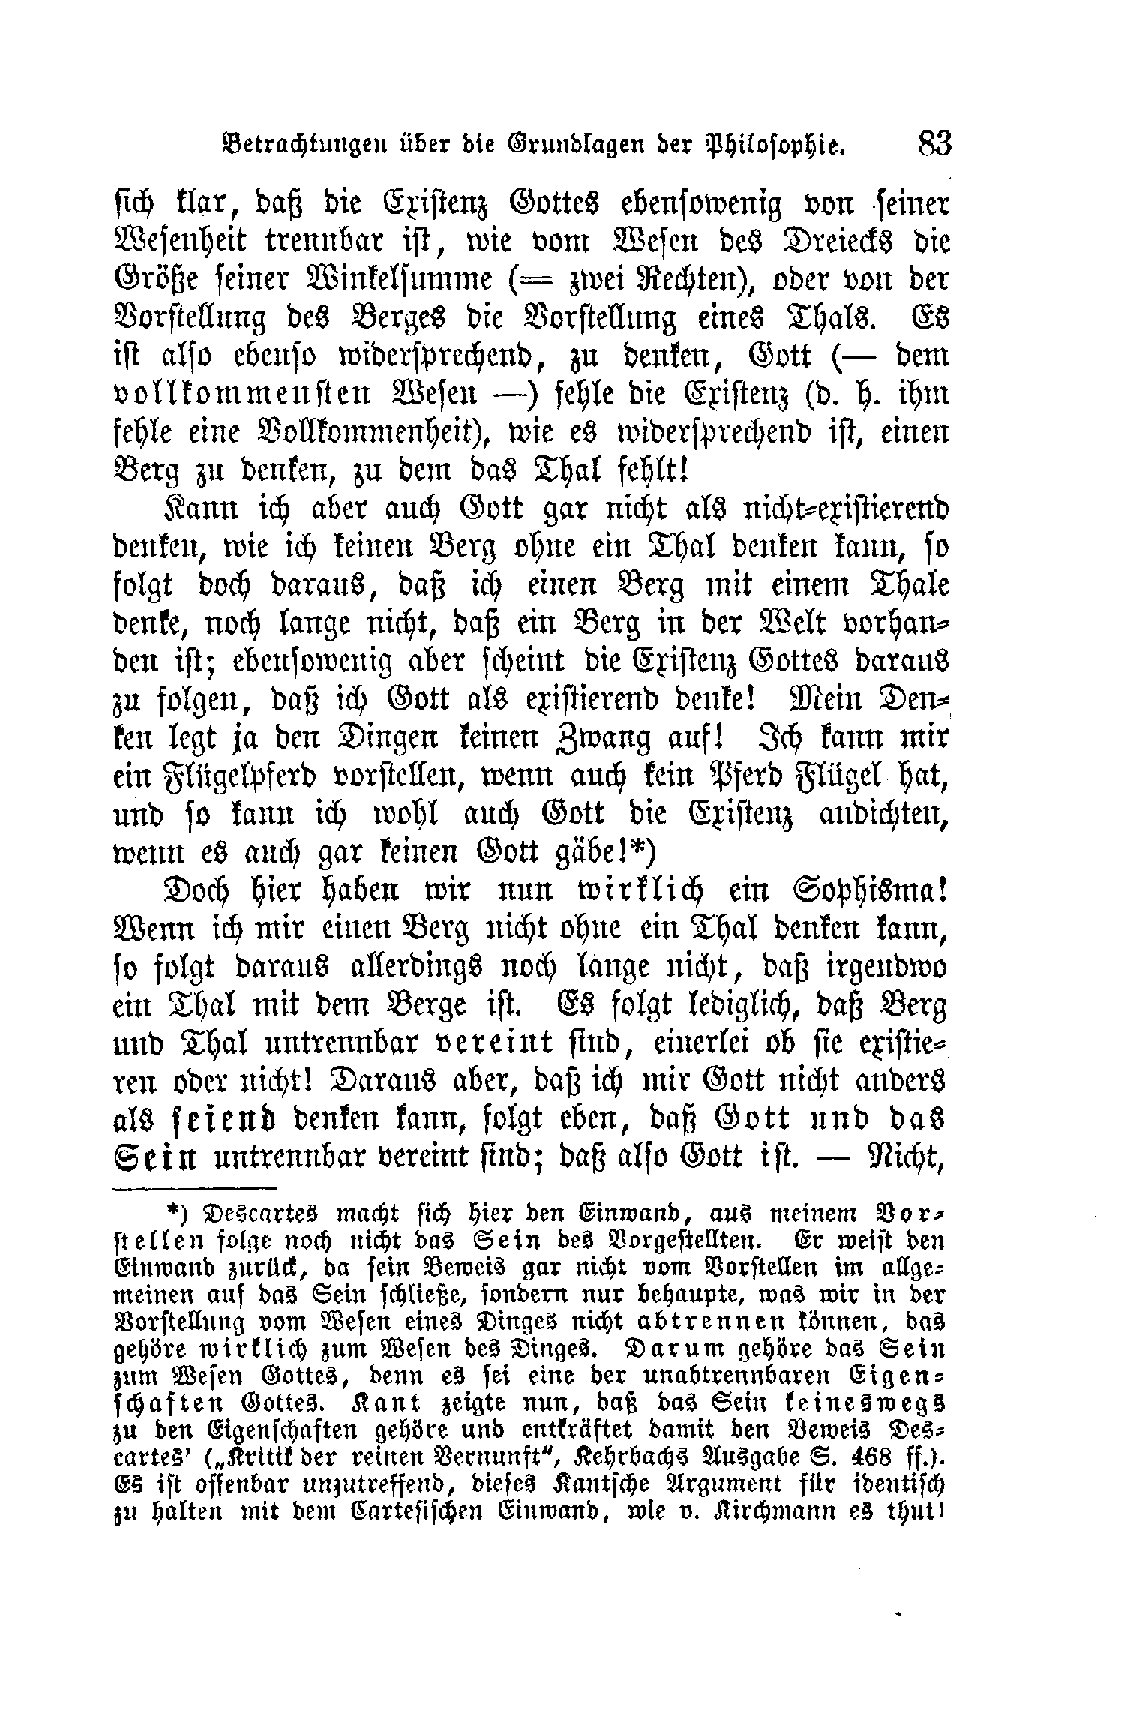 Betrachtungen über die Grundlagen der Philosophie. 83
sich klar, daß die Existenz Gottes ebensowenig von seiner
Wesenheit trennbar ist, wie vom Wesen des Dreiecks die
Größe seiner Winkelsumme (= zwei Rechten), oder von der
Vorstellung des Berges die Vorstellung eines Thals. Es
ist also ebenso widersprechend, zu denken, Gott (— dem
vollkommensten Wesen —) fehle die Existenz (d. h. ihm
fehle eine Vollkommenheit), wie es widersprechend ist, einen
Berg zu denken, zu dem das Thal fehlt!
Kann ich aber auch Gott gar nicht als nicht-existierend
denken, wie ich keinen Berg ohne ein Thal denken kann, so
folgt doch daraus, daß ich einen Berg mit einem Thale
denke, noch lange nicht, daß ein Berg in der Welt vorhan-
den ist; ebensowenig aber scheint die Existenz Gottes daraus
zu folgen, daß ich Gott als existierend denke! Mein Den-
ken legt ja den Dingen keinen Zwang auf! Ich kann mir
ein Flügelpferd vorstellen, wenn auch kein Pferd Flügel hat,
und so kann ich wohl auch Gott die Existenz andichten,
wenn es auch gar keinen Gott gäbe!*)
Doch hier haben wir nun wirklich ein Sophisma!
Wenn ich mir einen Berg nicht ohne ein Thal denken kann,
so folgt daraus allerdings noch lange nicht, daß irgendwo
ein Thal mit dem Berge ist. Es folgt lediglich, daß Berg
und Thal untrennbar vereint sind, einerlei ob sie existie-
ren oder nicht! Daraus aber, daß ich mir Gott nicht anders
als seiend denken kann, folgt eben, daß Gott und das
Sein untrennbar vereint sind; daß also Gott ist. — Nicht,
*) Descartes macht sich hier den Einwand, aus meinem Vor-
stellen folge noch nicht das Sein des Vorgestellten. Er weist den
Einwand zurück, da sein Beweis gar nicht vom Vorstellen im allge-
meinen auf das Sein schließe, sondern nur behaupte, was wir in der
Vorstellung vom Wesen eines Dinges nicht abtrennen können, das
gehöre wirklich zum Wesen des Dinges. Darum gehöre das Sein
zum Wesen Gottes, denn es sei eine der unabtrennbaren Eigen-
schaften Gottes. Kant zeigte nun, daß das Sein keineswegs
zu den Eigenschaften gehöre und entkräftet damit den Beweis Des-
cartes' („Kritik der reinen Vernunft", Kehrbachs Ausgabe S. 468 ff.).
Es ist offenbar unzutreffend, dieses Kantsche Argument für identisch
zu halten mit dem Cartesischen Einwand, wie v. Kirchmann es thut!